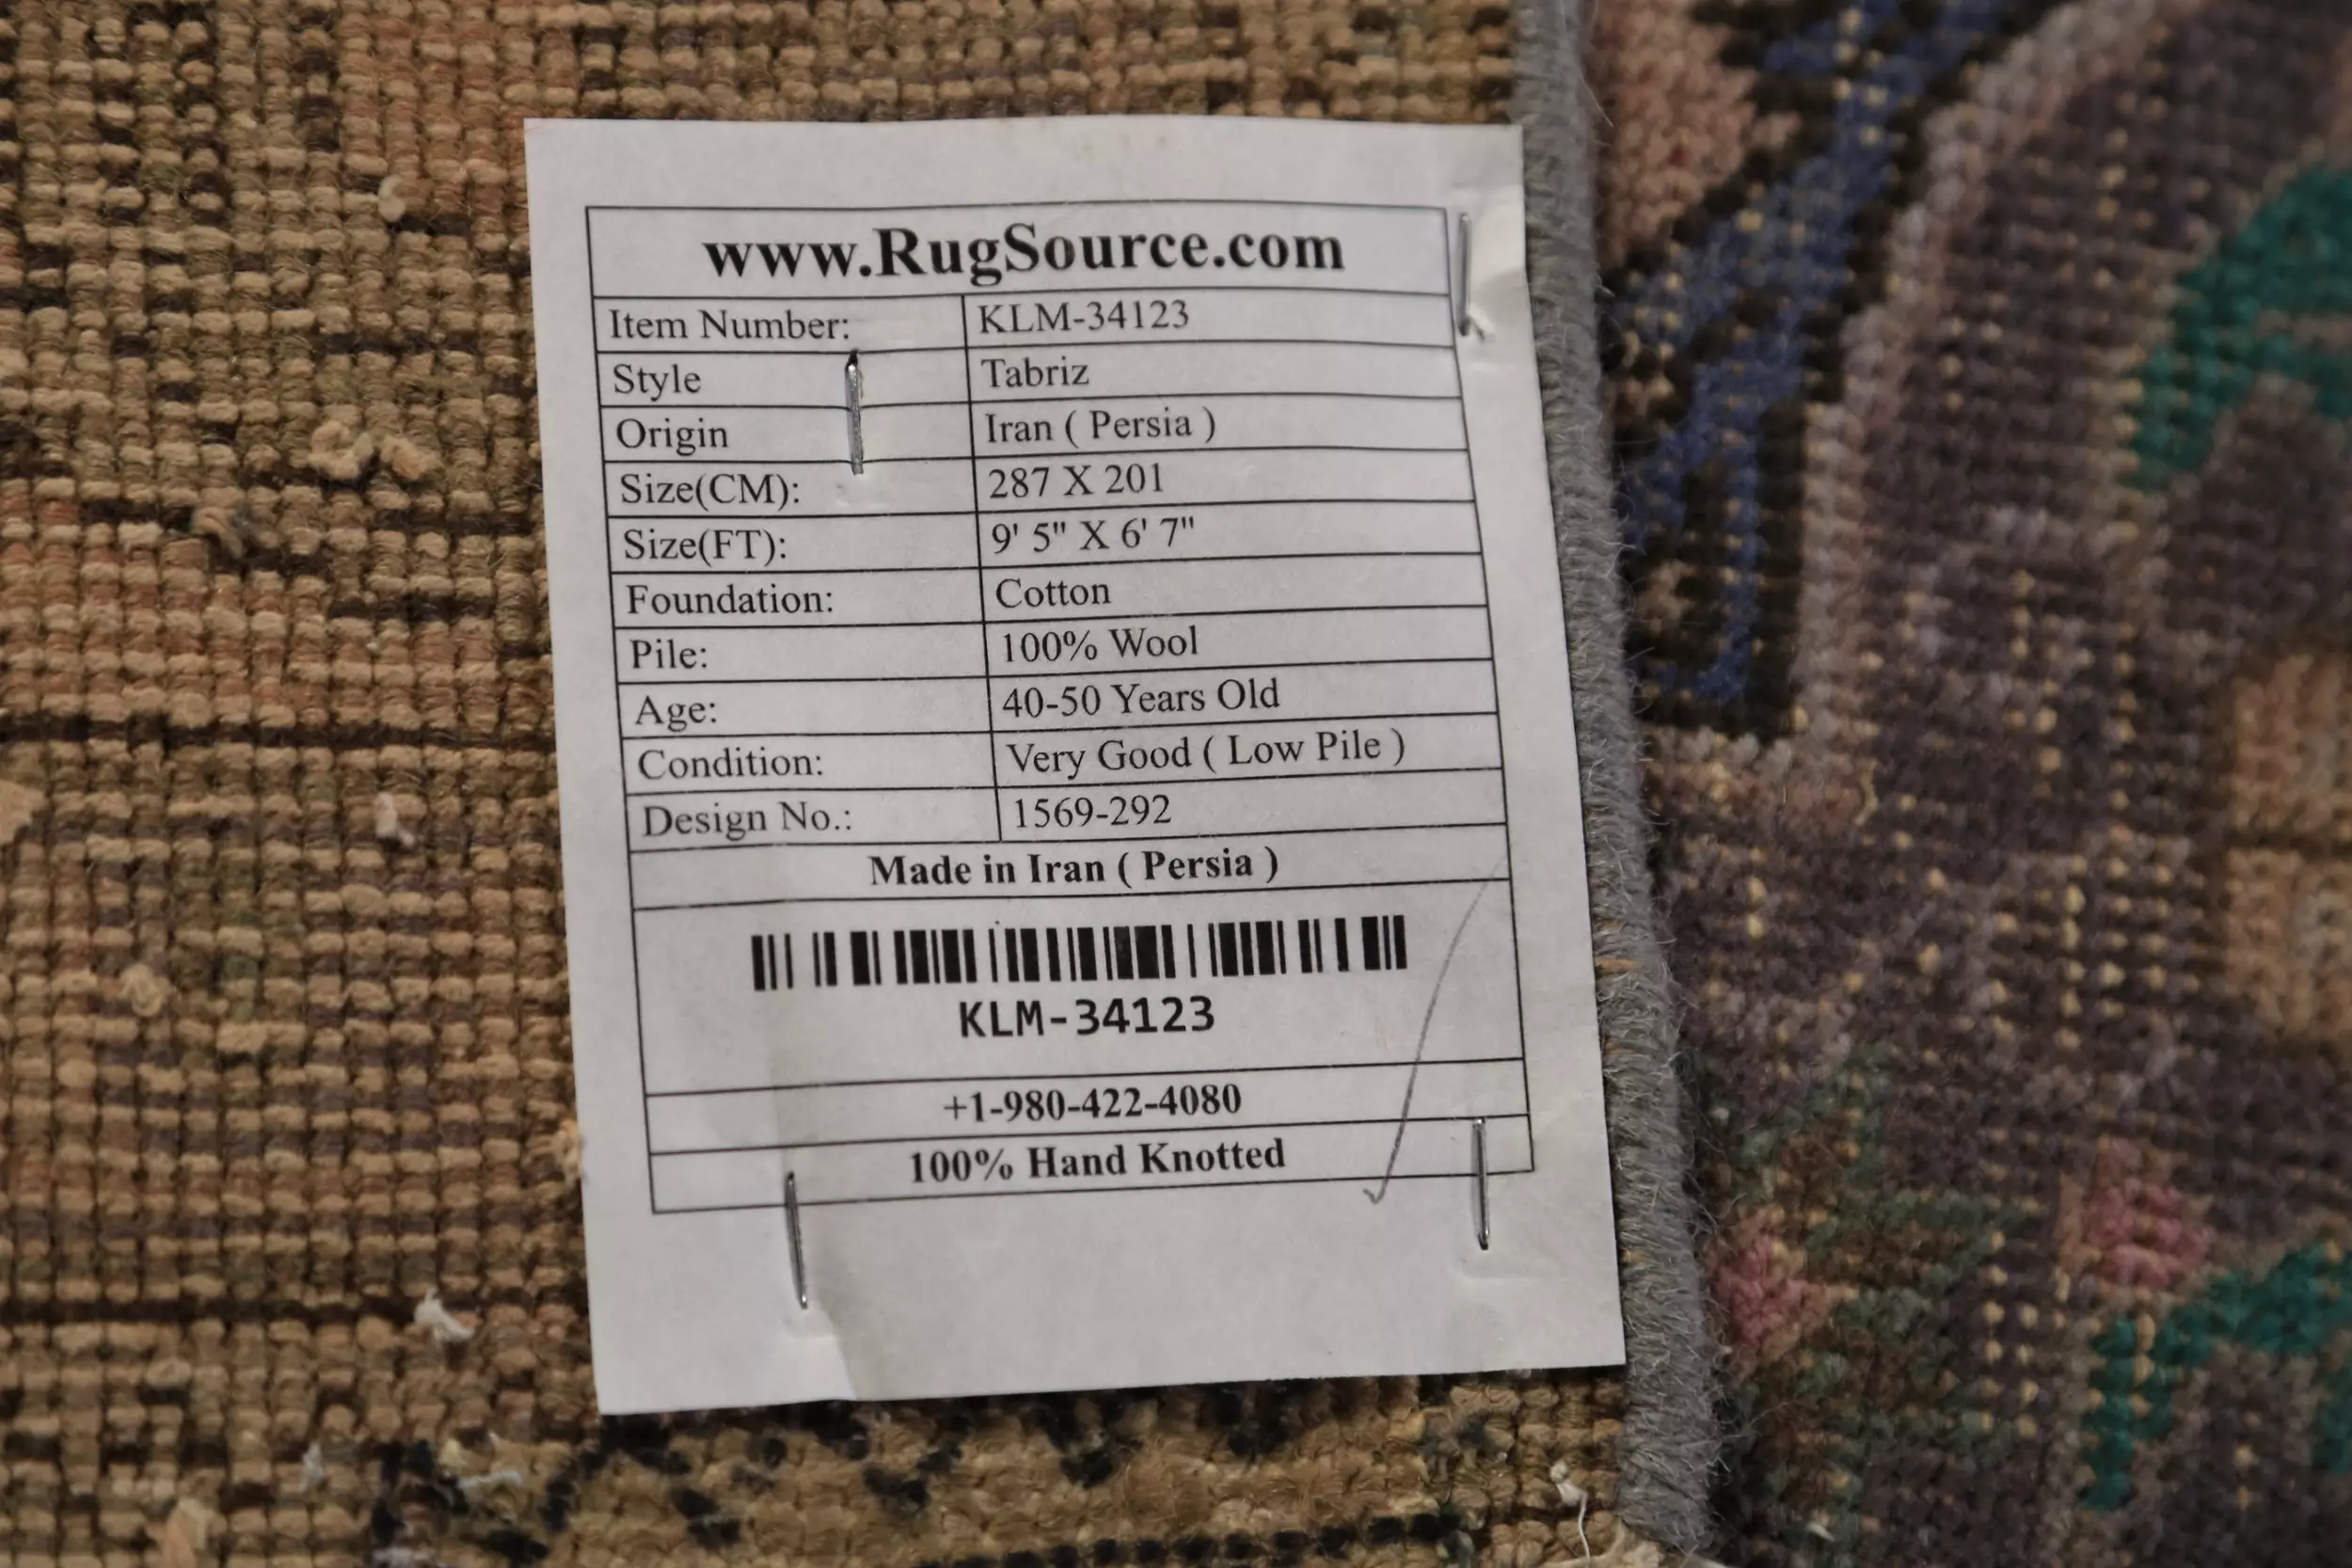 www.RugSource.com
Item Number: KLM-34123
Style Tabriz
Origin Iran ( Persia )
Size(CM): 287 X 201
Size(FT): 9' 5" X 6' 7"
Foundation: Cotton
Pile: 100% Wool
Age: 40-50 Years Old
Condition: Very Good ( Low Pile )
Design No.: 1569-292
Made in Iran ( Persia )
KLM-34123
+1-980-422-4080
100% Hand Knotted